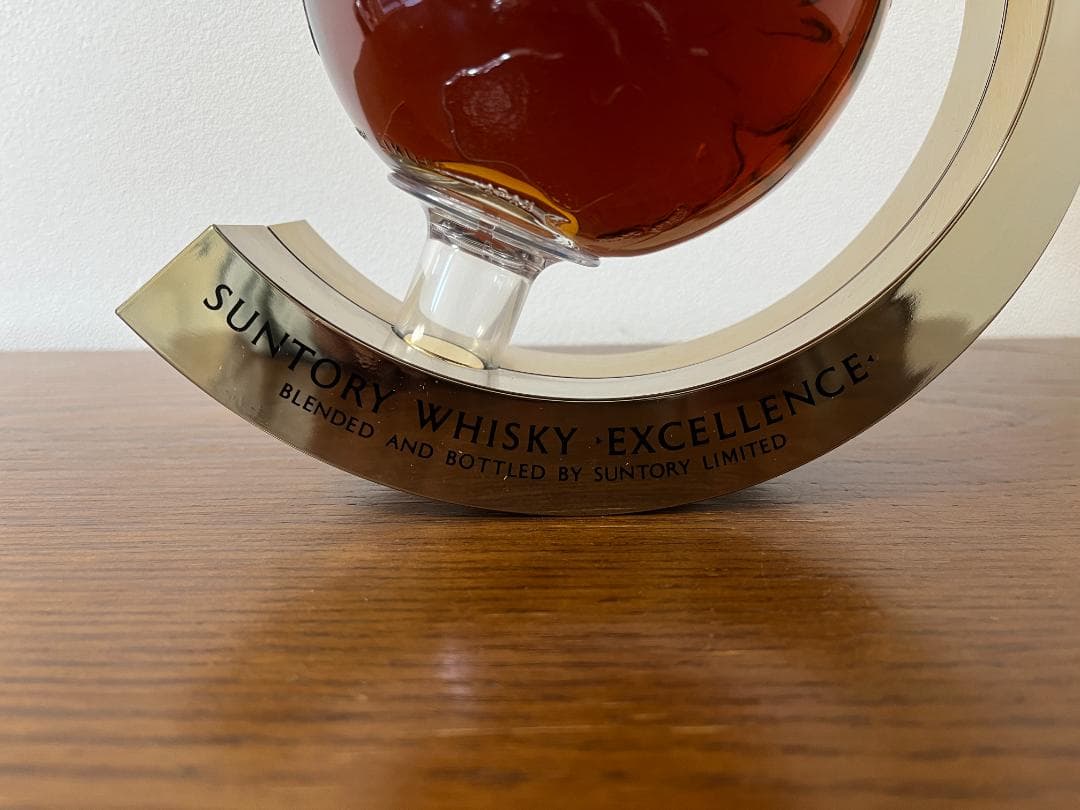 SUNTORY WHISKY ·EXCELLENCE·
BLENDED AND BOTTLED BY SUNTORY LIMITED